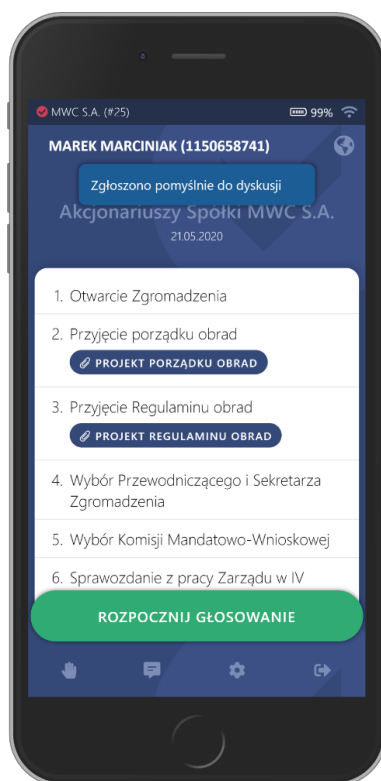 MWC S.A. (#25)
99%
MAREK MARCINIAK (1150658741)
Zgłoszono pomyślnie do dyskusji
Akcjonariuszy Spółki MWC S.A.
21.05.2020
1. Otwarcie Zgromadzenia
2. Przyjęcie porządku obrad
PROJEKT PORZĄDKU OBRAD
3. Przyjęcie Regulaminu obrad
PROJEKT REGULAMINU OBRAD
4. Wybór Przewodniczącego i Sekretarza
Zgromadzenia
5. Wybór Komisji Mandatowo-Wnioskowej
6. Sprawozdanie z pracy Zarządu w IV
ROZPOCZNIJ GŁOSOWANIE